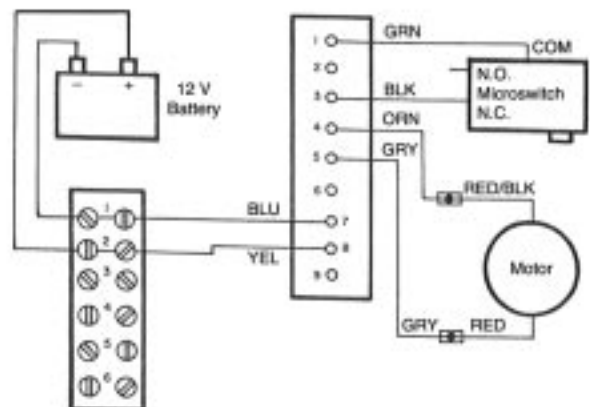 GRN
COM
1
2
N.O.
Microswitch
N.C.
BLK
3
ORN
4
GRY
5
RED/BLK
6
BLU
7
8
YEL
9
Motor
GRY RED
− +
12 V
Battery
1
2
3
4
5
6